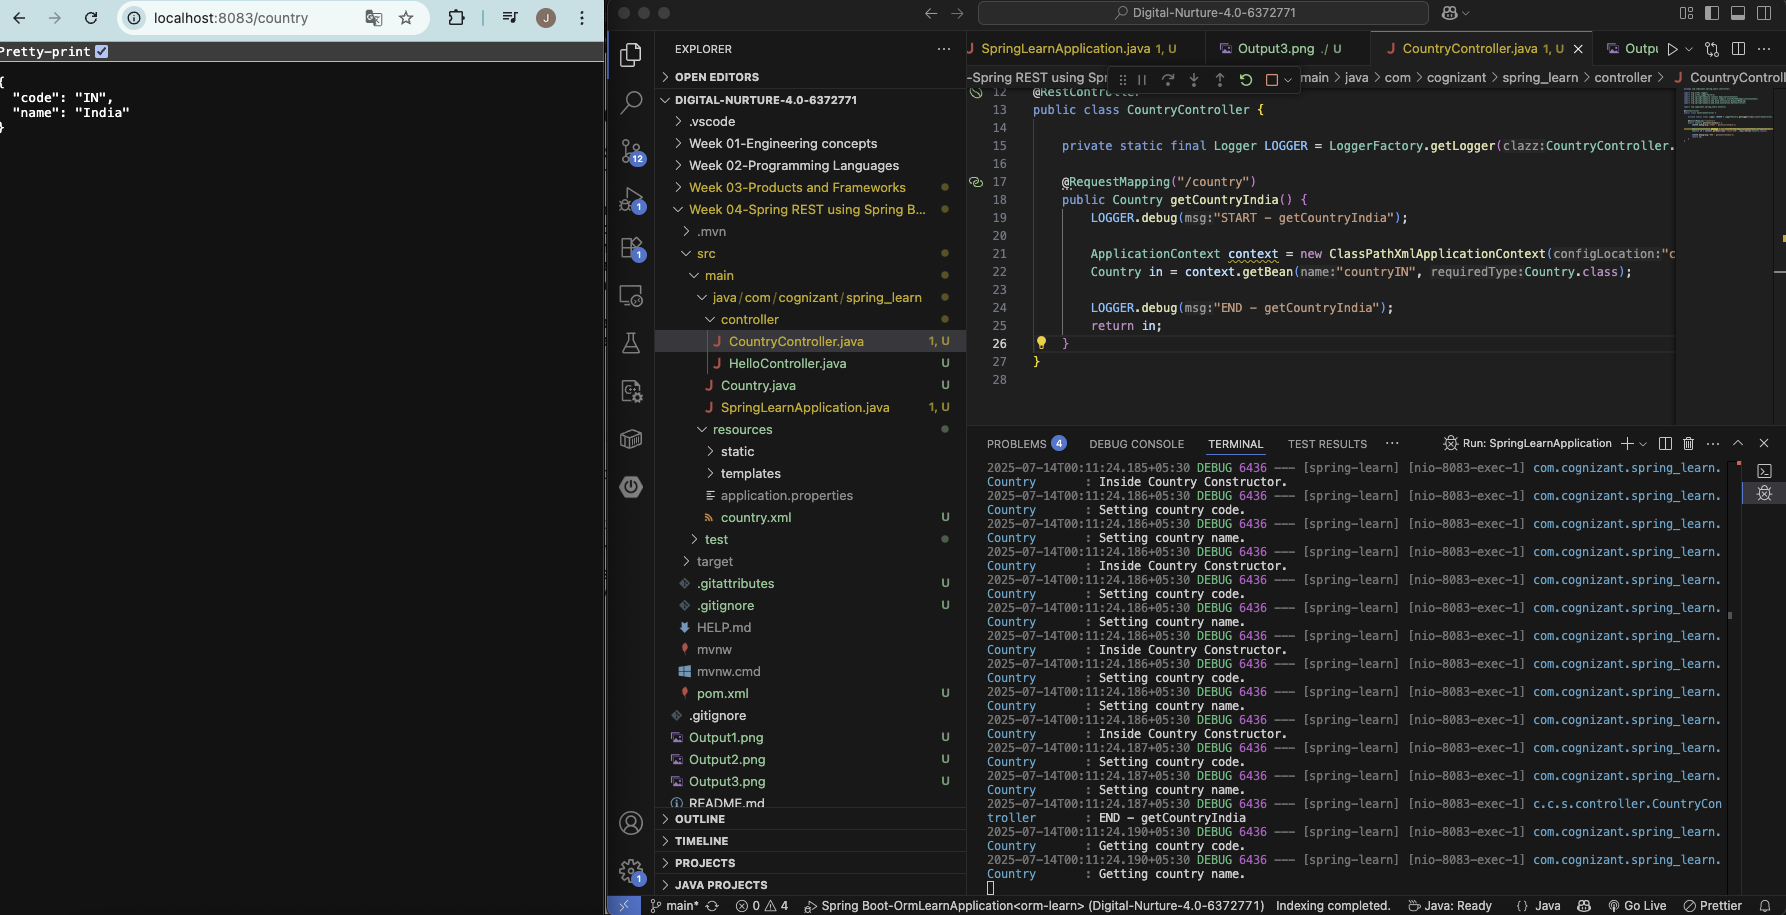 localhost:8083/country
J
Pretty-print
{
"code": "IN",
"name": "India"
}
Digital-Nurture-4.0-6372771
EXPLORER
OPEN EDITORS
DIGITAL-NURTURE-4.0-6372771
.vscode
Week 01-Engineering concepts
Week 02-Programming Languages
Week 03-Products and Frameworks
Week 04-Spring REST using Spring B...
.mvn
src
main
java/com/cognizant/spring_learn
controller
J CountryController.java 1, U
J HelloController.java U
J Country.java U
J SpringLearnApplication.java 1, U
resources
static
templates
application.properties
country.xml U
test
target
.gitattributes U
.gitignore U
HELP.md
mvnw
mvnw.cmd
pom.xml U
.gitignore
Output1.png U
Output2.png U
Output3.png U
README.md
OUTLINE
TIMELINE
PROJECTS
JAVA PROJECTS
12
1
1
1
J SpringLearnApplication.java 1, U
Output3.png ./ U
J CountryController.java 1, U
Outpu
-Spring REST using Spr
main > java > com > cognizant > spring_learn > controller > J CountryControll
12 @RestController
13 public class CountryController {
14
15 private static final Logger LOGGER = LoggerFactory.getLogger(clazz:CountryController.
16
17 @RequestMapping("/country")
18 public Country getCountryIndia() {
19 LOGGER.debug(msg:"START - getCountryIndia");
20
21 ApplicationContext context = new ClassPathXmlApplicationContext(configLocation:"c
22 Country in = context.getBean(name:"countryIN", requiredType:Country.class);
23
24 LOGGER.debug(msg:"END - getCountryIndia");
25 return in;
26 }
27 }
28
PROBLEMS 4 DEBUG CONSOLE TERMINAL TEST RESULTS ··· Run: SpringLearnApplication
2025-07-14T00:11:24.185+05:30 DEBUG 6436 --- [spring-learn] [nio-8083-exec-1] com.cognizant.spring_learn.
Country : Inside Country Constructor.
2025-07-14T00:11:24.186+05:30 DEBUG 6436 --- [spring-learn] [nio-8083-exec-1] com.cognizant.spring_learn.
Country : Setting country code.
2025-07-14T00:11:24.186+05:30 DEBUG 6436 --- [spring-learn] [nio-8083-exec-1] com.cognizant.spring_learn.
Country : Setting country name.
2025-07-14T00:11:24.186+05:30 DEBUG 6436 --- [spring-learn] [nio-8083-exec-1] com.cognizant.spring_learn.
Country : Inside Country Constructor.
2025-07-14T00:11:24.186+05:30 DEBUG 6436 --- [spring-learn] [nio-8083-exec-1] com.cognizant.spring_learn.
Country : Setting country code.
2025-07-14T00:11:24.186+05:30 DEBUG 6436 --- [spring-learn] [nio-8083-exec-1] com.cognizant.spring_learn.
Country : Setting country name.
2025-07-14T00:11:24.186+05:30 DEBUG 6436 --- [spring-learn] [nio-8083-exec-1] com.cognizant.spring_learn.
Country : Inside Country Constructor.
2025-07-14T00:11:24.186+05:30 DEBUG 6436 --- [spring-learn] [nio-8083-exec-1] com.cognizant.spring_learn.
Country : Setting country code.
2025-07-14T00:11:24.186+05:30 DEBUG 6436 --- [spring-learn] [nio-8083-exec-1] com.cognizant.spring_learn.
Country : Setting country name.
2025-07-14T00:11:24.186+05:30 DEBUG 6436 --- [spring-learn] [nio-8083-exec-1] com.cognizant.spring_learn.
Country : Inside Country Constructor.
2025-07-14T00:11:24.187+05:30 DEBUG 6436 --- [spring-learn] [nio-8083-exec-1] com.cognizant.spring_learn.
Country : Setting country code.
2025-07-14T00:11:24.187+05:30 DEBUG 6436 --- [spring-learn] [nio-8083-exec-1] com.cognizant.spring_learn.
Country : Setting country name.
2025-07-14T00:11:24.187+05:30 DEBUG 6436 --- [spring-learn] [nio-8083-exec-1] c.c.s.controller.CountryCon
troller : END - getCountryIndia
2025-07-14T00:11:24.190+05:30 DEBUG 6436 --- [spring-learn] [nio-8083-exec-1] com.cognizant.spring_learn.
Country : Getting country code.
2025-07-14T00:11:24.190+05:30 DEBUG 6436 --- [spring-learn] [nio-8083-exec-1] com.cognizant.spring_learn.
Country : Getting country name.
main* 0 4 Spring Boot-OrmLearnApplication<orm-learn> (Digital-Nurture-4.0-6372771) Indexing completed. Java: Ready {} Java Go Live Prettier